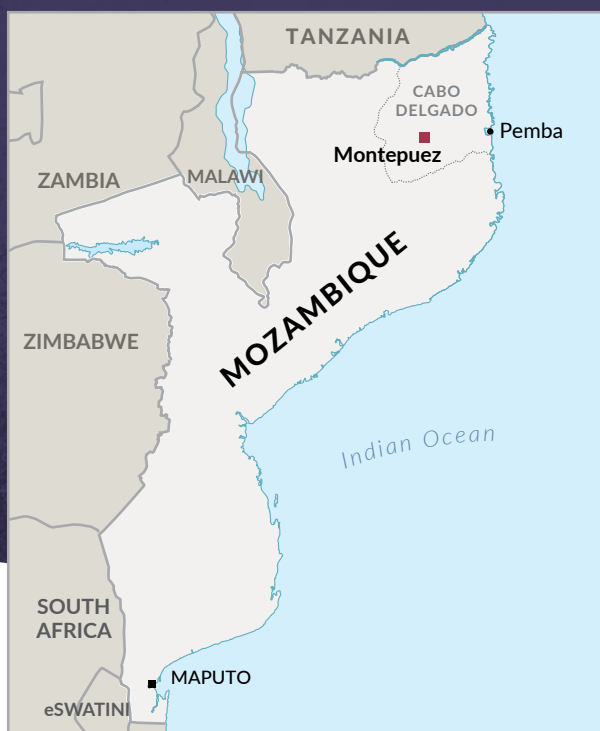 TANZANIA
CABO
DELGADO
Pemba
Montepuez
ZAMBIA
MALAWI
MOZAMBIQUE
ZIMBABWE
Indian Ocean
SOUTH
AFRICA
MAPUTO
eSWATINI